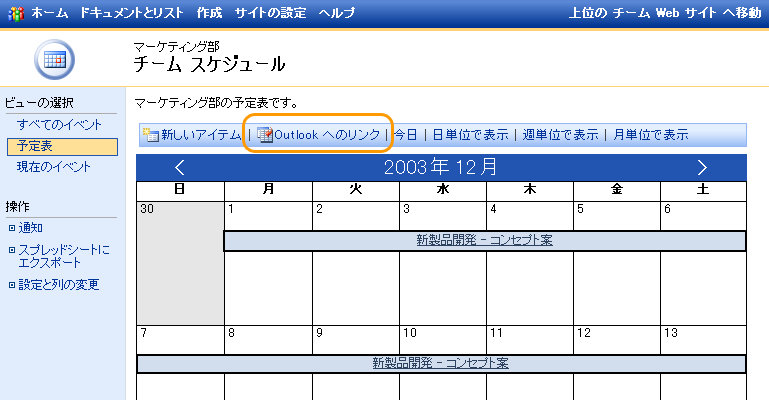 ホーム ドキュメントとリスト 作成 サイトの設定 ヘルプ 上位の チーム Web サイト へ移動
マーケティング部
チーム スケジュール
ビューの選択
すべてのイベント
予定表
現在のイベント
操作
通知
スプレッドシートに
エクスポート
設定と列の変更
マーケティング部の予定表です。
新しいアイテム | Outlook へのリンク | 今日 | 日単位で表示 | 週単位で表示 | 月単位で表示
2003 年 12 月
日 月 火 水 木 金 土
30 1 2 3 4 5 6
新製品開発 - コンセプト案
7 8 9 10 11 12 13
新製品開発 - コンセプト案